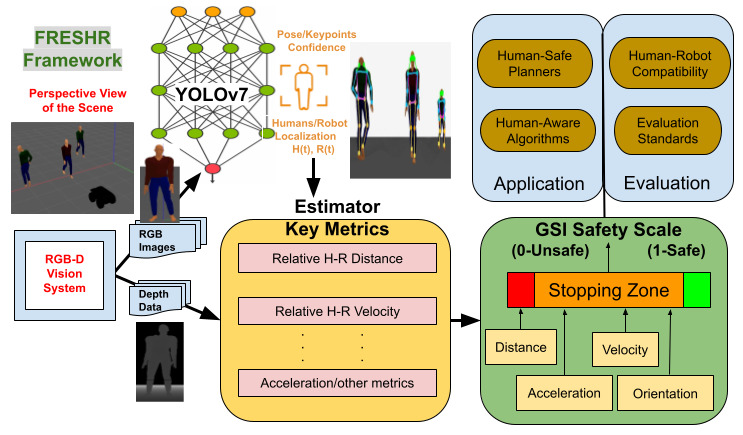 FRESHR
Framework
Perspective View
of the Scene
YOLOv7
Pose/Keypoints
Confidence
Humans/Robot
Localization
H(t), R(t)
Human-Safe
Planners
Human-Aware
Algorithms
Application
Human-Robot
Compatibility
Evaluation
Standards
Evaluation
RGB-D
Vision
System
RGB
Images
Depth
Data
Estimator
Key Metrics
Relative H-R Distance
Relative H-R Velocity
Acceleration/other metrics
GSI Safety Scale
(0-Unsafe) (1-Safe)
Stopping Zone
Distance
Velocity
Acceleration
Orientation